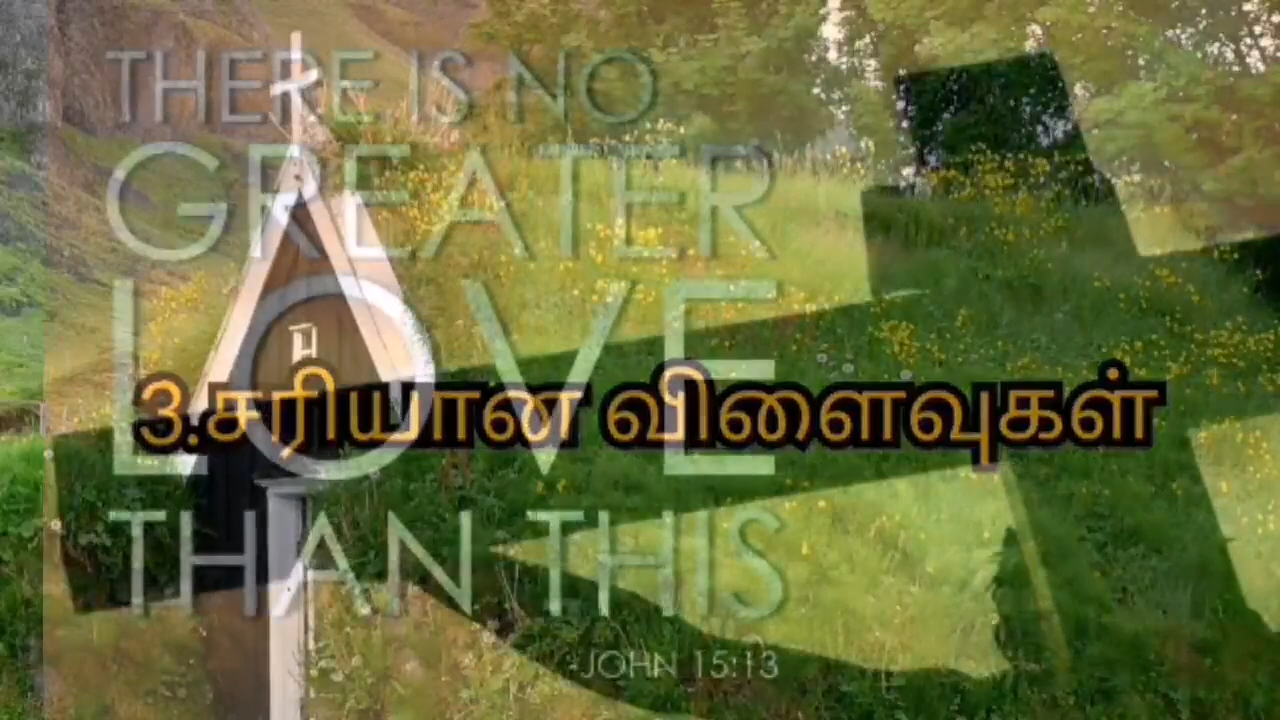 THERE IS NO
GREATER
LOVE
3.சரியான விளைவுகள்
THAN THIS
-JOHN 15:13